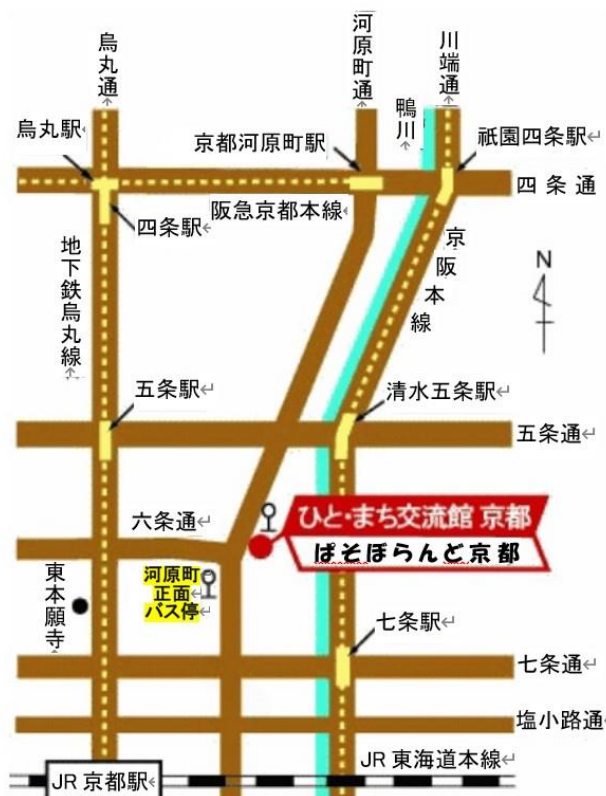 烏丸通
河原町通
川端通
鴨川
烏丸駅
京都河原町駅
祇園四条駅
四条通
四条駅
阪急京都本線
京阪本線
地下鉄烏丸線
N
五条駅
清水五条駅
五条通
六条通
ひと・まち交流館 京都
ぱそぼらんど京都
河原町
正面
バス停
東本願寺
七条駅
七条通
塩小路通
JR東海道本線
JR京都駅